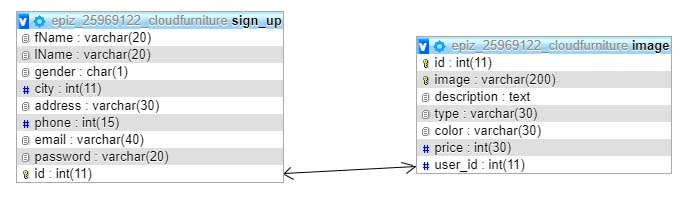 epiz_25969122_cloudfurniture sign_up
fName : varchar(20)
lName : varchar(20)
gender : char(1)
# city : int(11)
address : varchar(30)
# phone : int(15)
email : varchar(40)
password : varchar(20)
id : int(11)
epiz_25969122_cloudfurniture image
id : int(11)
image : varchar(200)
description : text
type : varchar(30)
color : varchar(30)
# price : int(30)
# user_id : int(11)